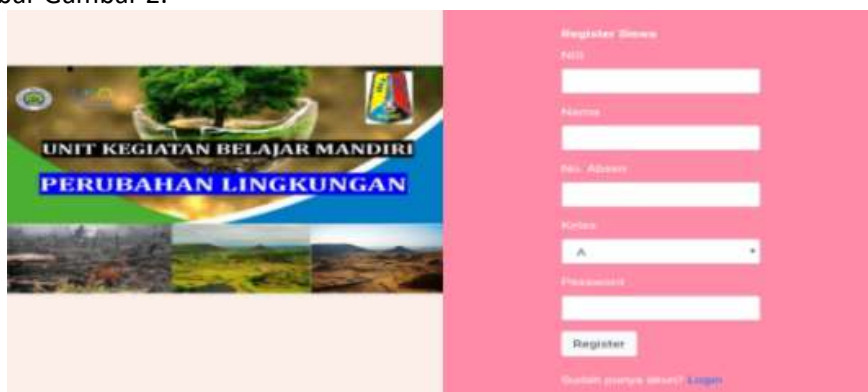 Gambar 2.
UNIT KEGIATAN BELAJAR MANDIRI
PERUBAHAN LINGKUNGAN
Register Siswa
NIS
Nama
No. Absen
Kelas
A
Password
Register
Sudah punya akun? Login